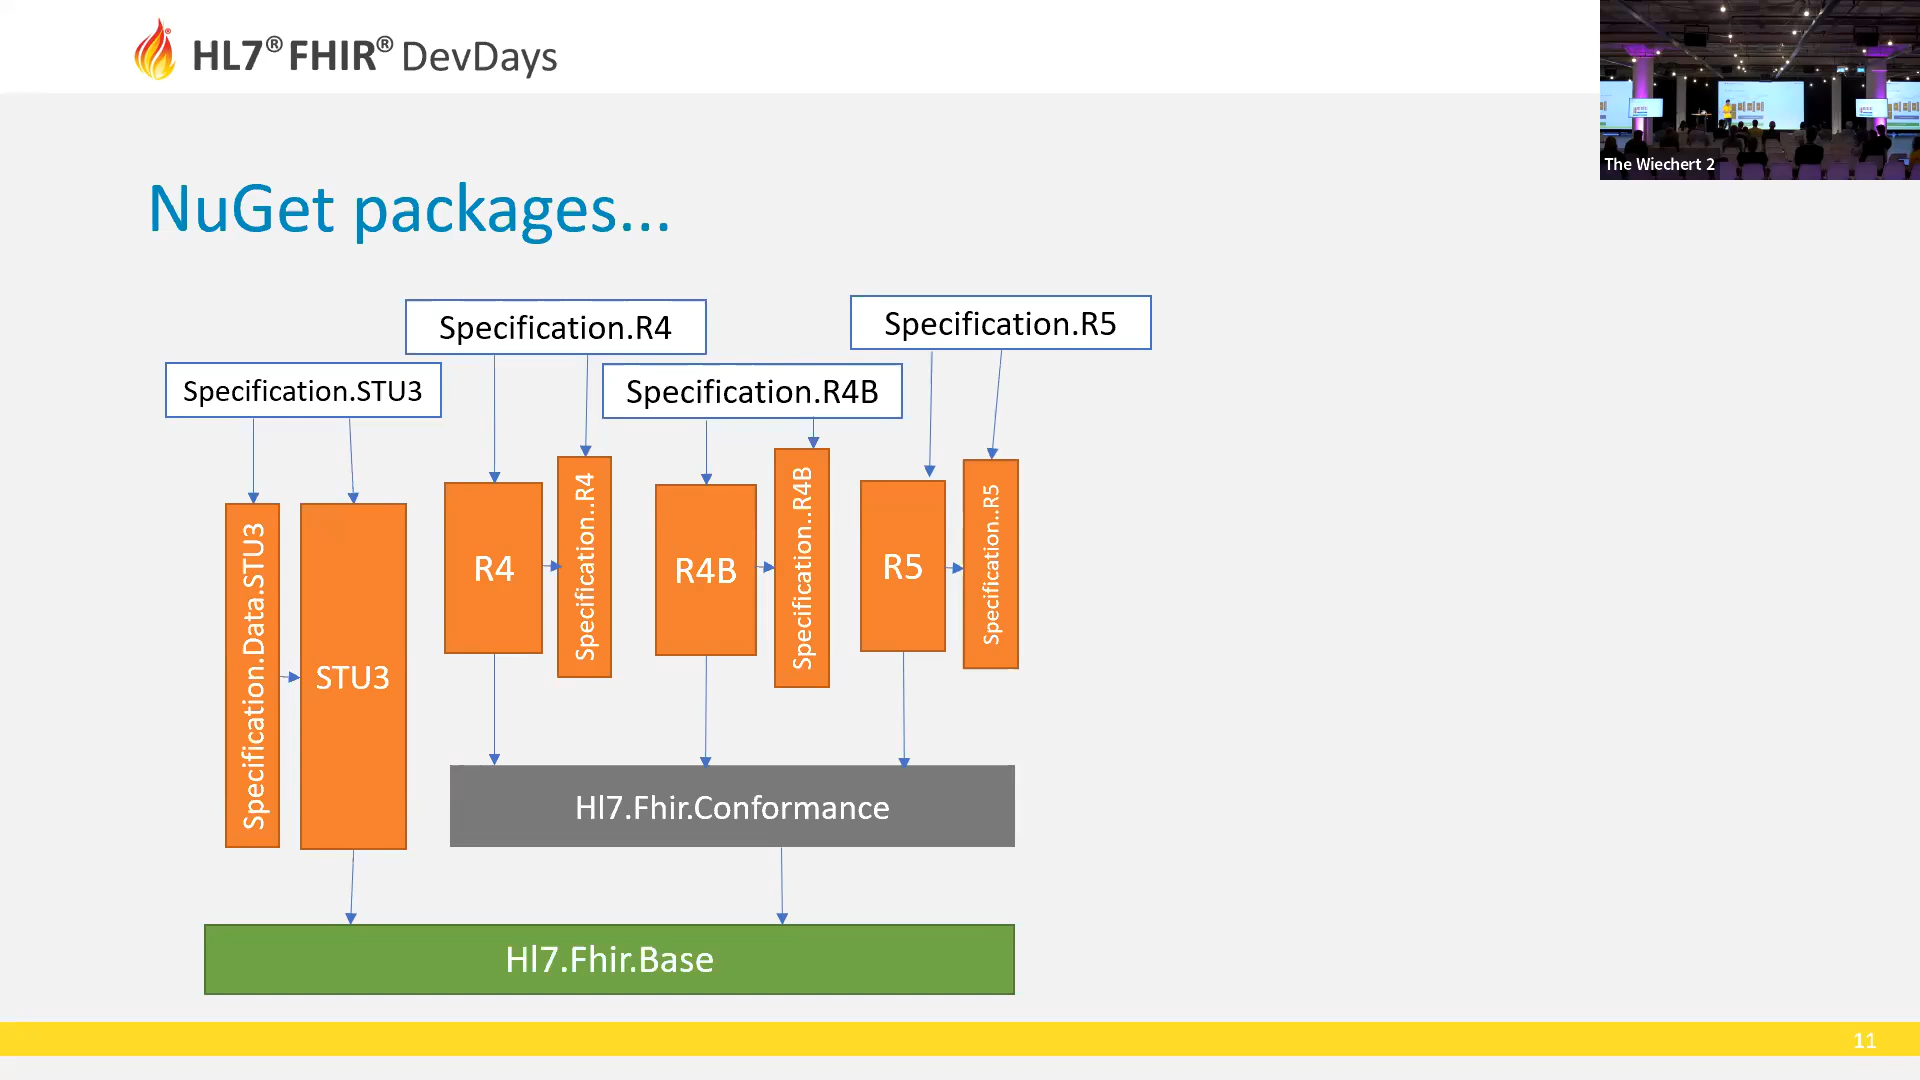 HL7® FHIR® DevDays
The Wiechert 2
NuGet packages...
Specification.R4
Specification.R5
Specification.STU3
Specification.R4B
Specification.Data.STU3
STU3
R4
Specification..R4
R4B
Specification..R4B
R5
Specification..R5
Hl7.Fhir.Conformance
Hl7.Fhir.Base
11